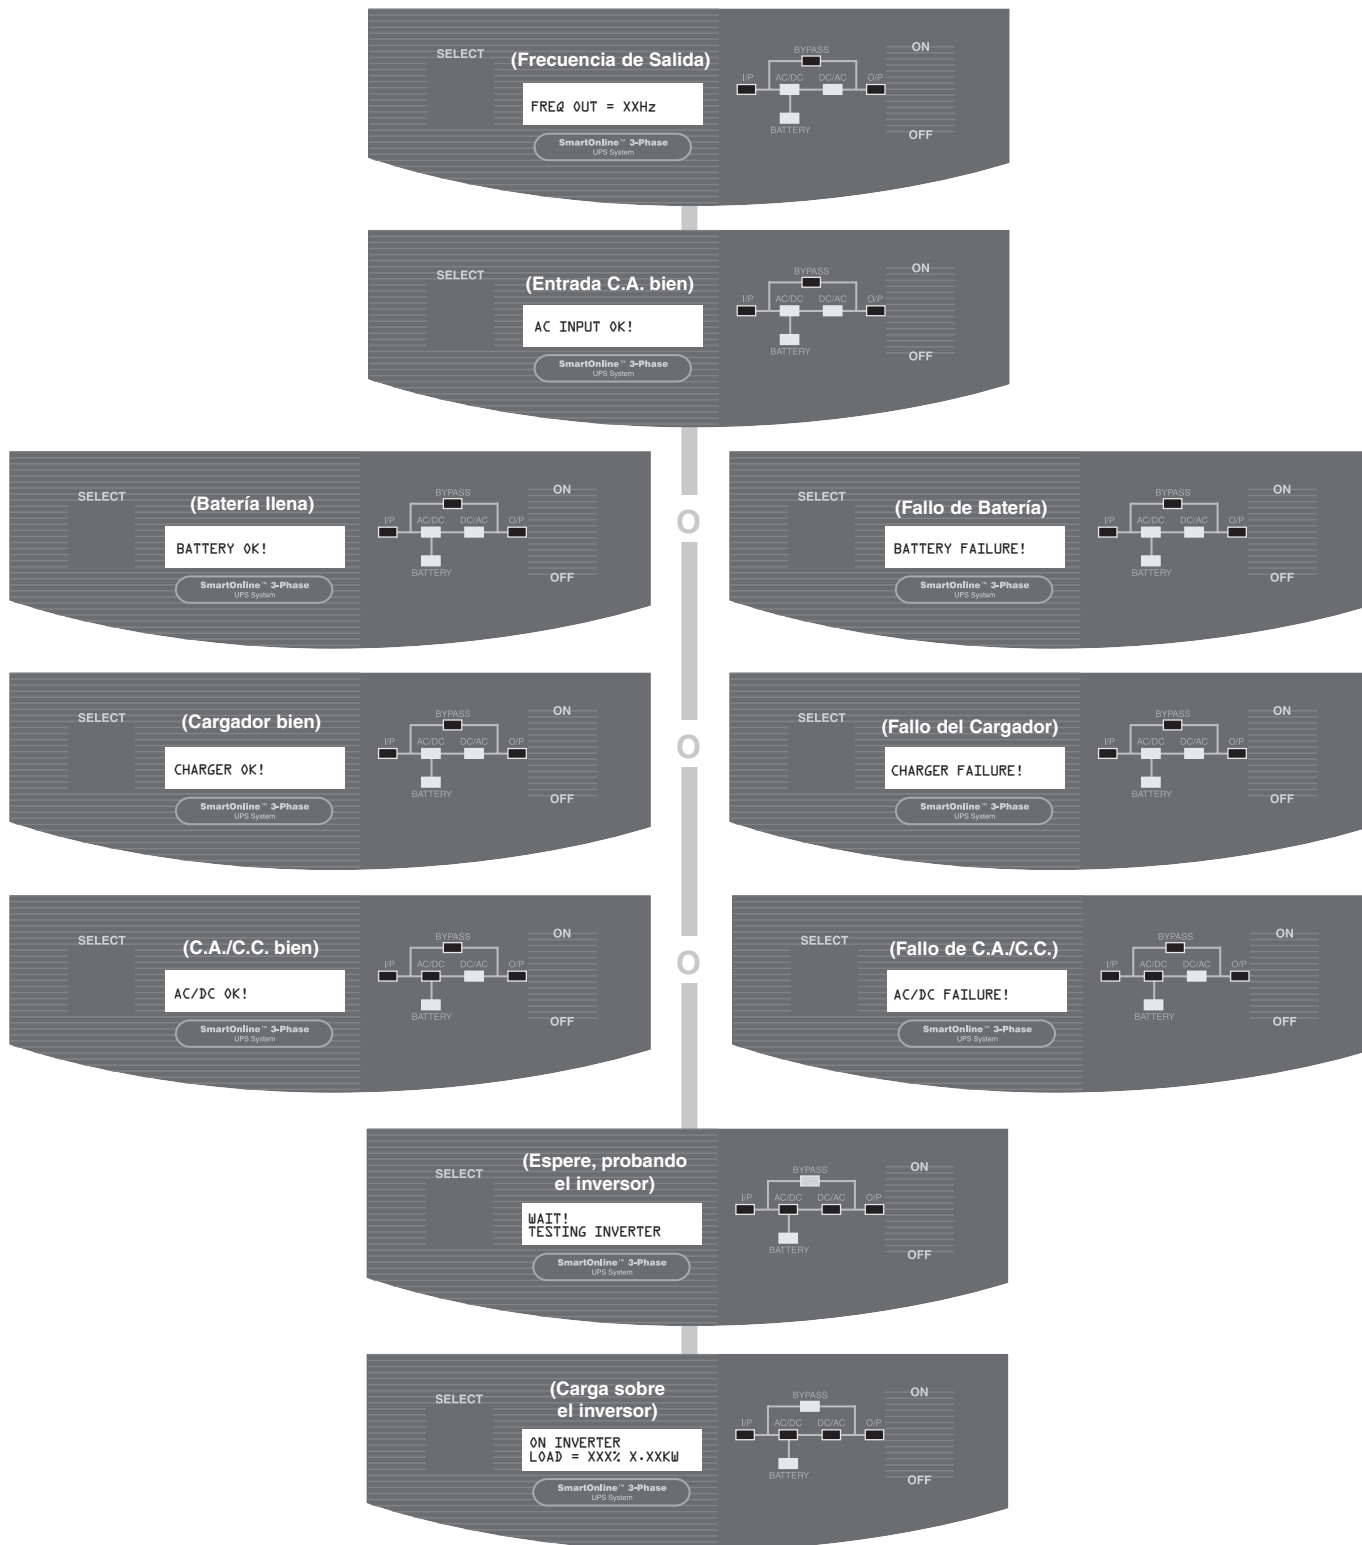 SELECT
(Frecuencia de Salida)
FREQ OUT = XXHz
SmartOnline™ 3-Phase
UPS System
BYPASS
I/P AC/DC DC/AC O/P
BATTERY
ON
OFF
SELECT
(Entrada C.A. bien)
AC INPUT OK!
SmartOnline™ 3-Phase
UPS System
BYPASS
I/P AC/DC DC/AC O/P
BATTERY
ON
OFF
SELECT
(Batería llena)
BATTERY OK!
SmartOnline™ 3-Phase
UPS System
BYPASS
I/P AC/DC DC/AC O/P
BATTERY
ON
OFF
O
SELECT
(Fallo de Batería)
BATTERY FAILURE!
SmartOnline™ 3-Phase
UPS System
BYPASS
I/P AC/DC DC/AC O/P
BATTERY
ON
OFF
SELECT
(Cargador bien)
CHARGER OK!
SmartOnline™ 3-Phase
UPS System
BYPASS
I/P AC/DC DC/AC O/P
BATTERY
ON
OFF
O
SELECT
(Fallo del Cargador)
CHARGER FAILURE!
SmartOnline™ 3-Phase
UPS System
BYPASS
I/P AC/DC DC/AC O/P
BATTERY
ON
OFF
SELECT
(C.A./C.C. bien)
AC/DC OK!
SmartOnline™ 3-Phase
UPS System
BYPASS
I/P AC/DC DC/AC O/P
BATTERY
ON
OFF
O
SELECT
(Fallo de C.A./C.C.)
AC/DC FAILURE!
SmartOnline™ 3-Phase
UPS System
BYPASS
I/P AC/DC DC/AC O/P
BATTERY
ON
OFF
SELECT
(Espere, probando
el inversor)
WAIT!
TESTING INVERTER
SmartOnline™ 3-Phase
UPS System
BYPASS
I/P AC/DC DC/AC O/P
BATTERY
ON
OFF
SELECT
(Carga sobre
el inversor)
ON INVERTER
LOAD = XXX% X.XXKW
SmartOnline™ 3-Phase
UPS System
BYPASS
I/P AC/DC DC/AC O/P
BATTERY
ON
OFF